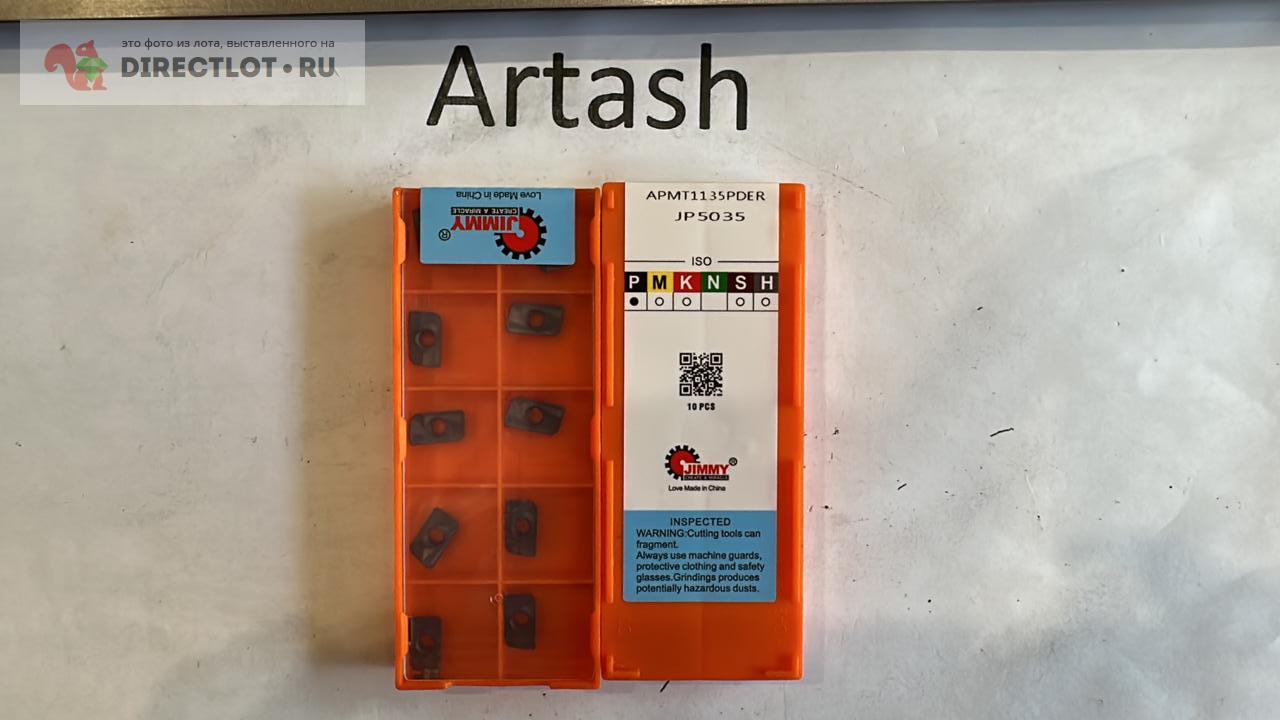 это фото из лота, выставленного на
DIRECTLOT•RU
Artash
Love Made in China
CREATE A MIRACLE
JIMMY
®
APMT1135PDER
JP5035
ISO
P M K N S H
10 PCS
JIMMY®
CREATE A MIRACLE
Love Made in China
INSPECTED
WARNING:Cutting tools can
fragment.
Always use machine guards,
protective clothing and safety
glasses.Grindings produces
potentially hazardous dusts.